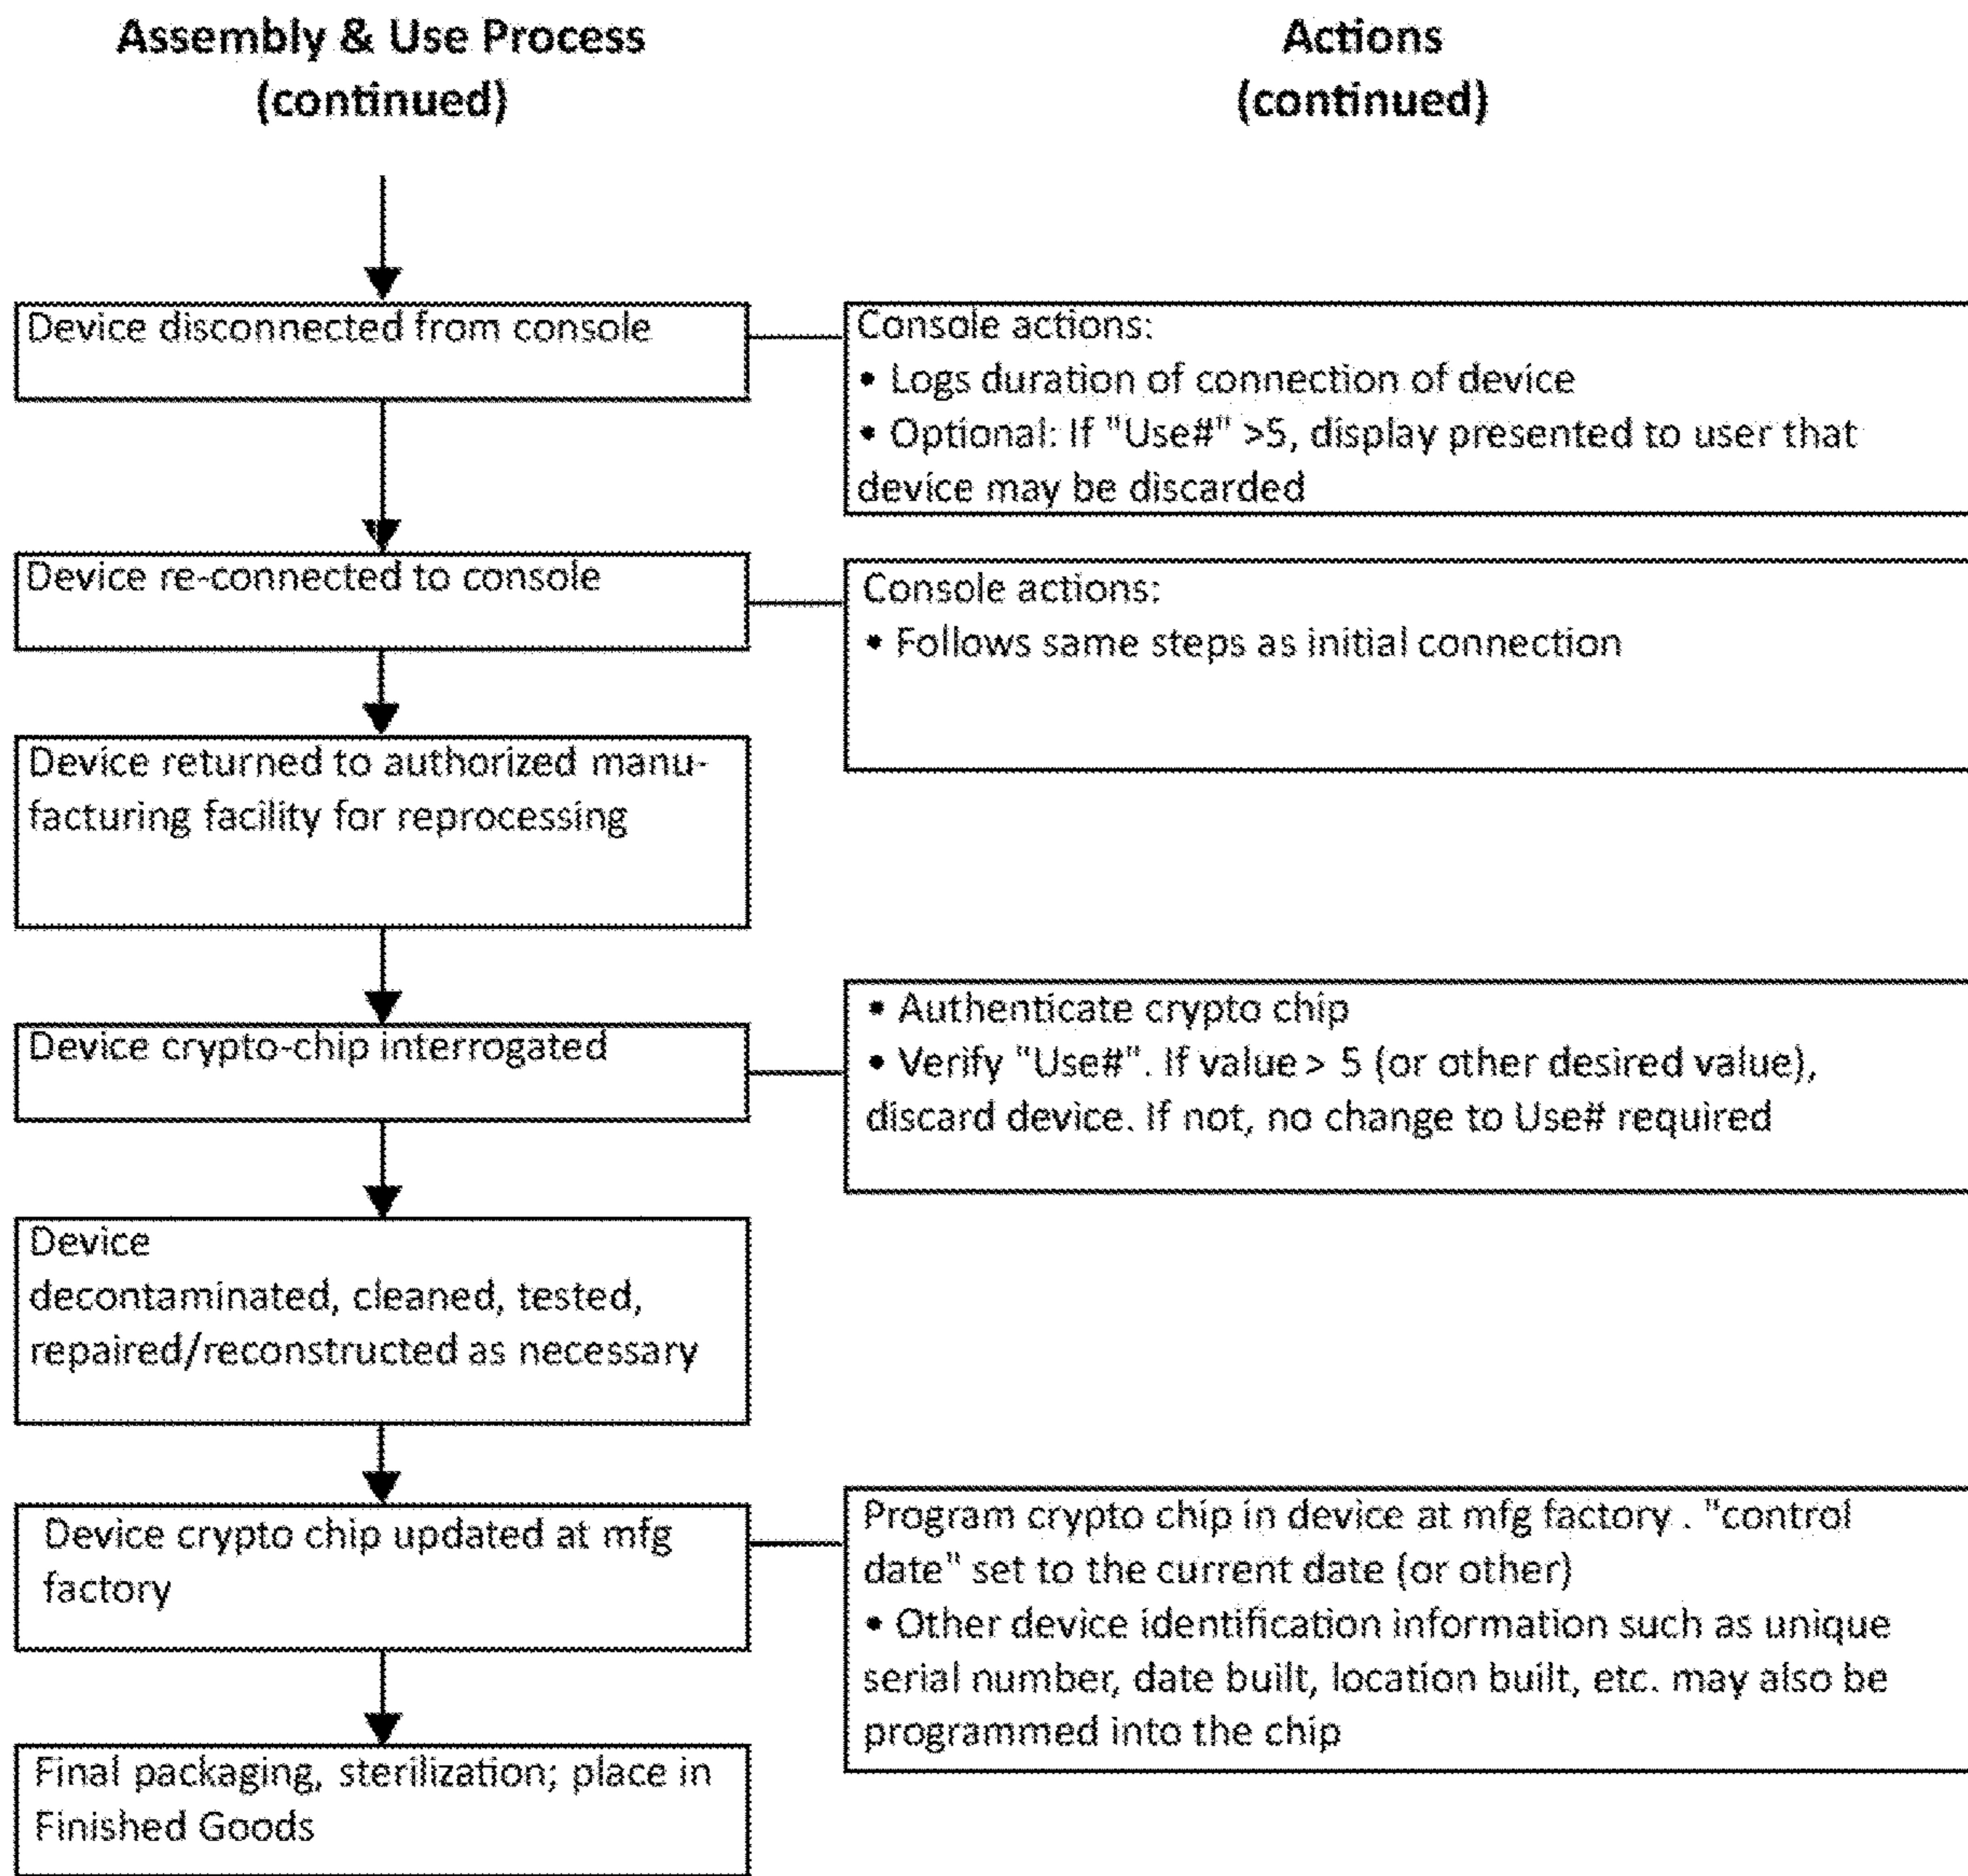 Assembly & Use Process
(continued)
Actions
(continued)
Device disconnected from console
Console actions:
• Logs duration of connection of device
• Optional: If "Use#" >5, display presented to user that
device may be discarded
Device re-connected to console
Console actions:
• Follows same steps as initial connection
Device returned to authorized manu-
facturing facility for reprocessing
Device crypto-chip interrogated
• Authenticate crypto chip
• Verify "Use#". If value > 5 (or other desired value),
discard device. If not, no change to Use# required
Device
decontaminated, cleaned, tested,
repaired/reconstructed as necessary
Device crypto chip updated at mfg
factory
Program crypto chip in device at mfg factory . "control
date" set to the current date (or other)
• Other device identification information such as unique
serial number, date built, location built, etc. may also be
programmed into the chip
Final packaging, sterilization; place in
Finished Goods